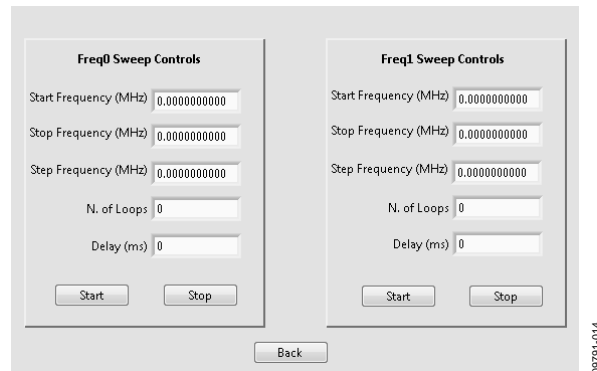 Freq0 Sweep Controls
Start Frequency (MHz) 0.0000000000
Stop Frequency (MHz) 0.0000000000
Step Frequency (MHz) 0.0000000000
N. of Loops 0
Delay (ms) 0
Start Stop
Freq1 Sweep Controls
Start Frequency (MHz) 0.0000000000
Stop Frequency (MHz) 0.0000000000
Step Frequency (MHz) 0.0000000000
N. of Loops 0
Delay (ms) 0
Start Stop
Back
09791-014